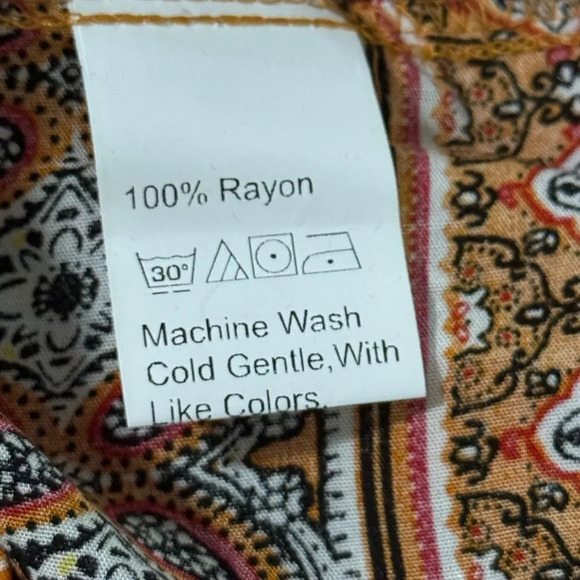 100% Rayon
30°
Machine Wash
Cold Gentle, With
Like Colors.